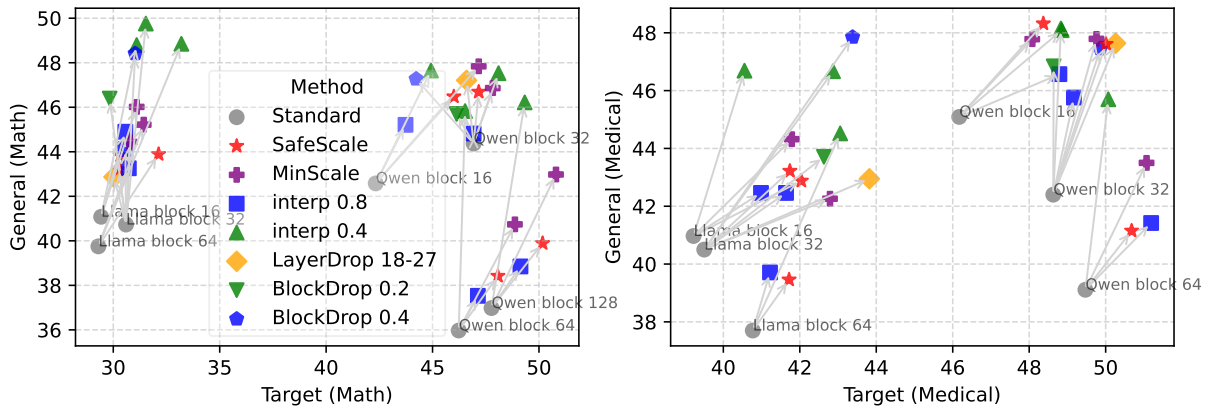 General (Math)
50
48
46
44
42
40
38
36
30
35
40
45
50
Target (Math)
Method
Standard
SafeScale
MinScale
interp 0.8
interp 0.4
LayerDrop 18-27
BlockDrop 0.2
BlockDrop 0.4
Llama block 16
Llama block 32
Llama block 64
Qwen block 16
Qwen block 32
Qwen block 128
Qwen block 64
General (Medical)
48
46
44
42
40
38
40
42
44
46
48
50
Target (Medical)
Qwen block 16
Qwen block 32
Llama block 16
Llama block 32
Qwen block 64
Llama block 64